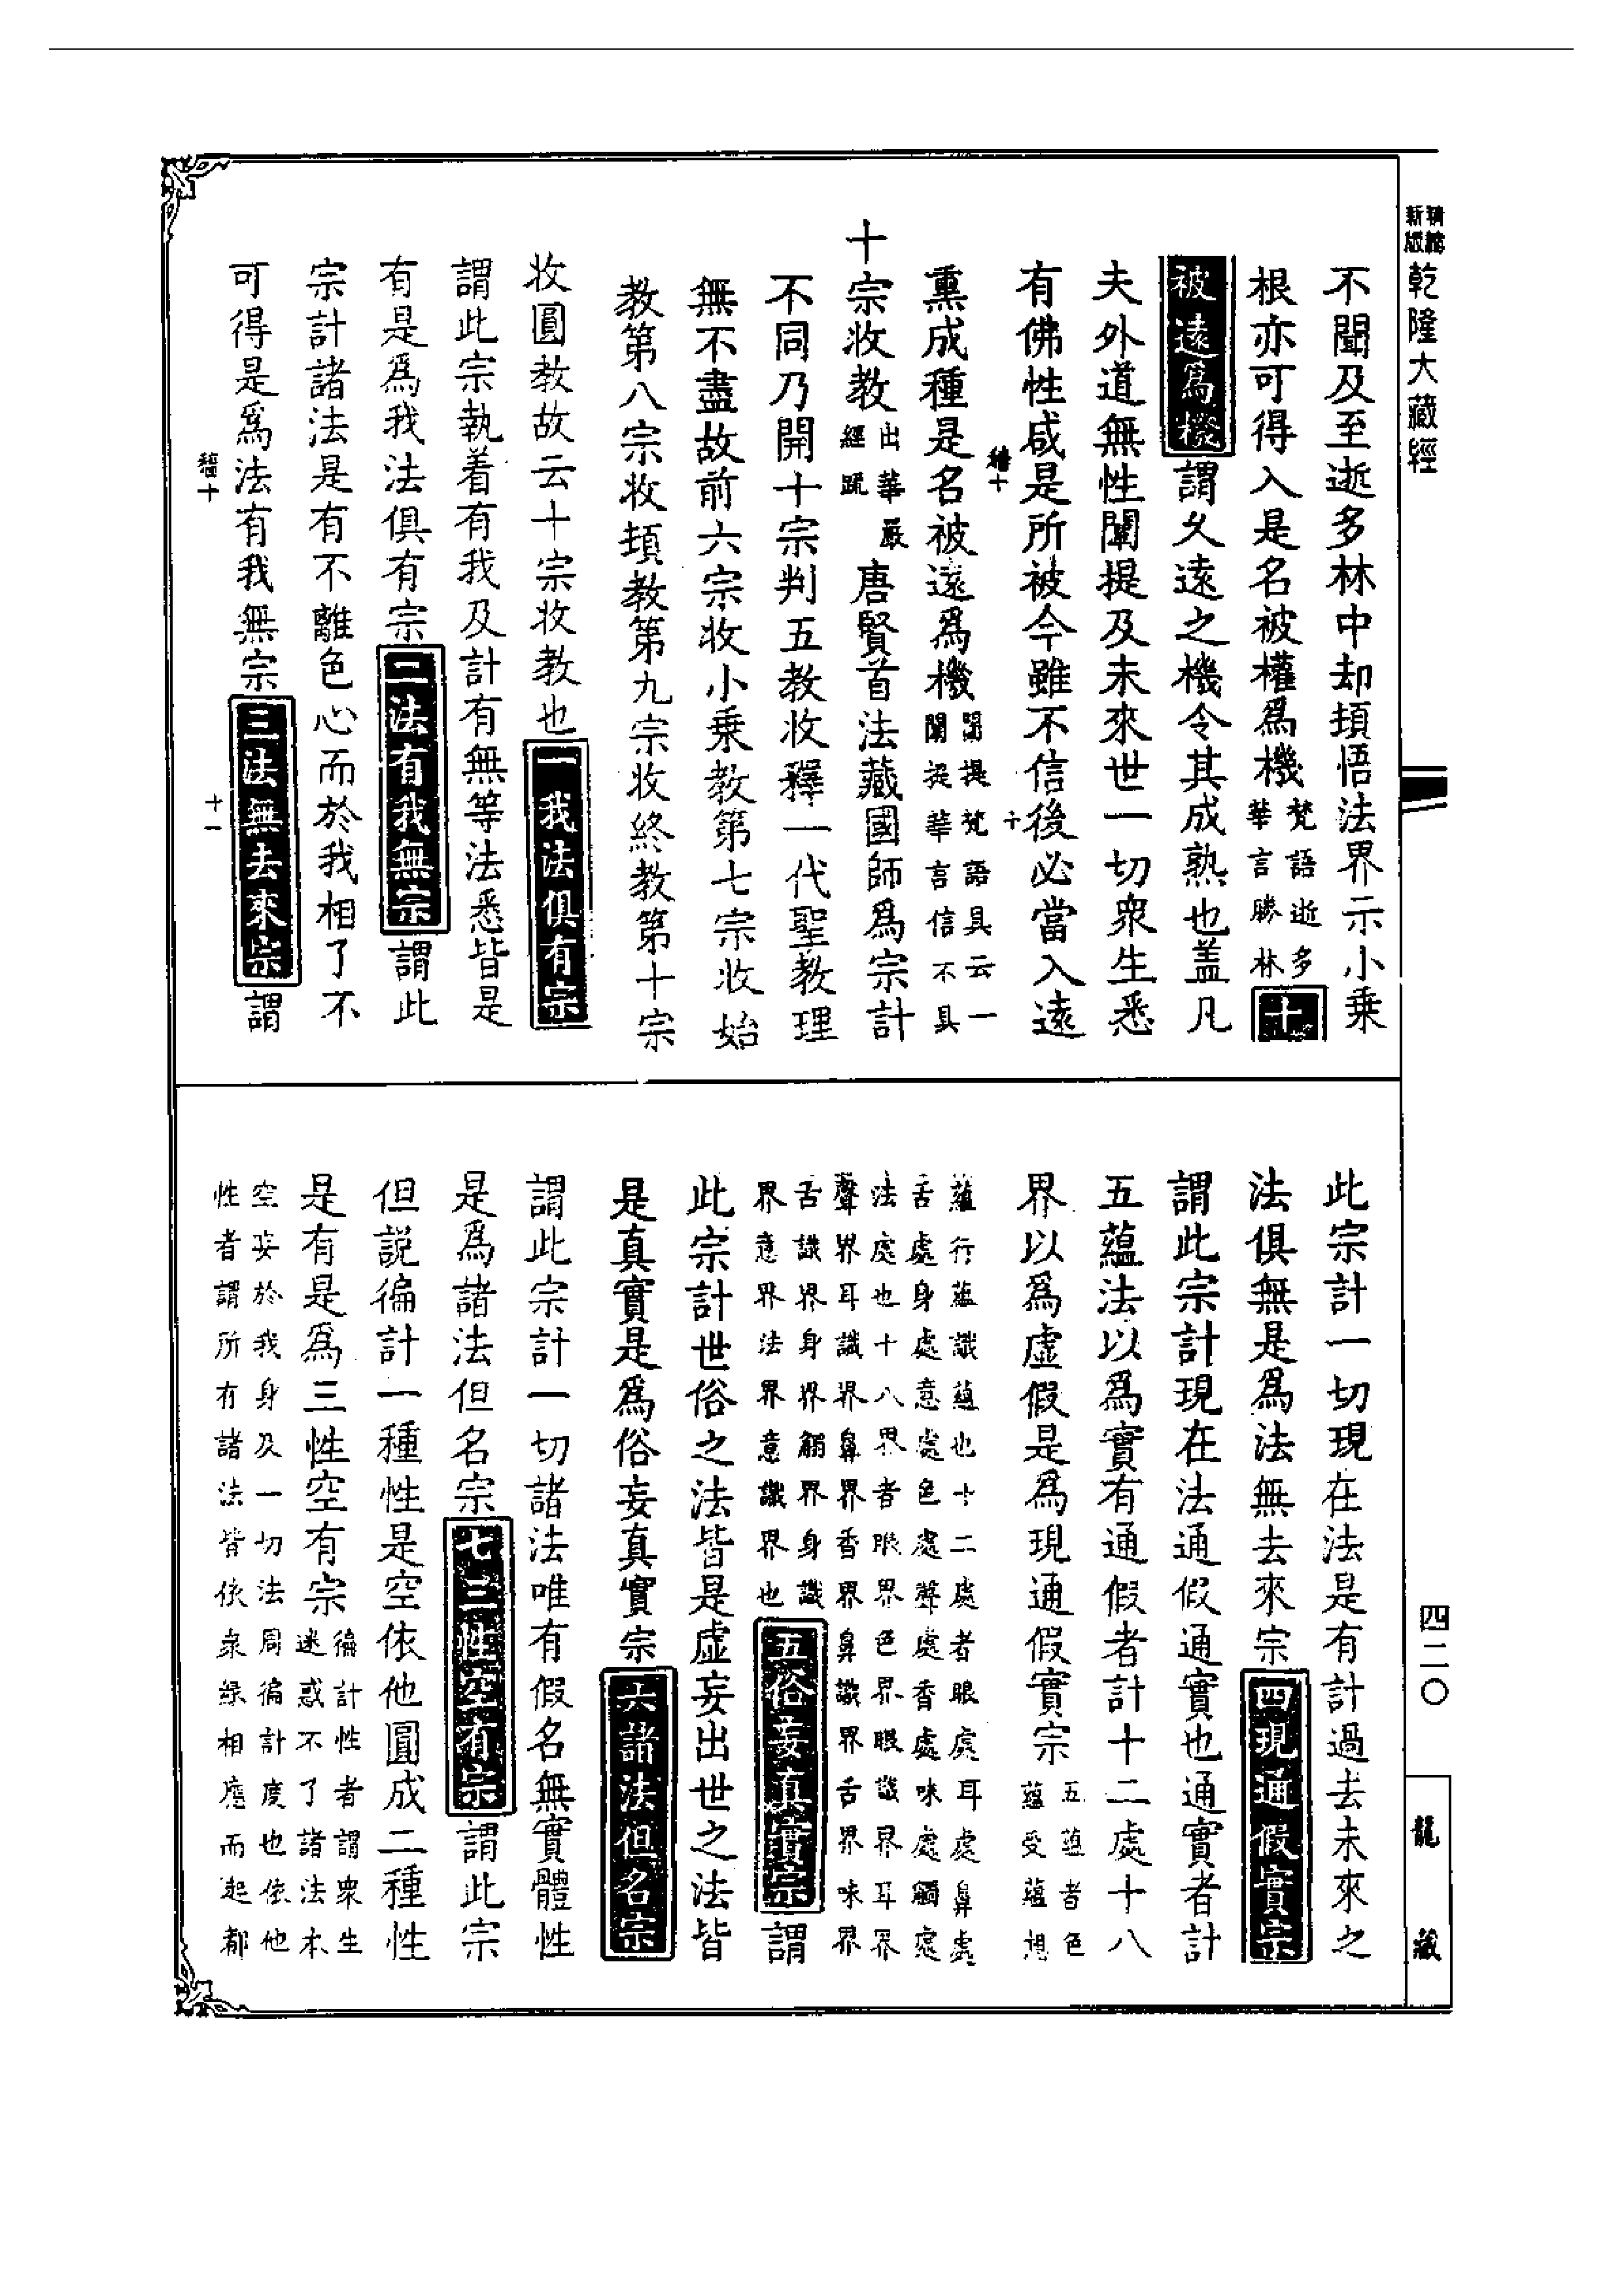 新版精縮乾隆大藏經
不聞及至逝多林中却頓悟法界示小乘
根亦可得入是名被權爲機梵語逝多華言勝林十
被遠爲機謂久遠之機令其成熟也蓋凡
夫外道無性闡提及未來世一切衆生悉
有佛性咸是所被今雖不信後必當入遠
熏成種是名被遠爲機闡提梵語具云一闡提華言信不具
十宗收教出華嚴經疏唐賢首法藏國師爲宗計
不同乃開十宗判五教收釋一代聖教理
無不盡故前六宗收小乘教第七宗收始
教第八宗收頓教第九宗收終教第十宗
收圓教故云十宗收教也一我法俱有宗
謂此宗執着有我及計有無等法悉皆是
有是爲我法俱有宗二法有我無宗謂此
宗計諸法是有不離色心而於我相了不
可得是爲法有我無宗三法無去來宗謂
此宗計一切現在法是有計過去未來之
法俱無是爲法無去來宗四現通假實宗
謂此宗計現在法通假通實也通實者計
五蘊法以爲實有通假者計十二處十八
界以爲虛假是爲現通假實宗五蘊者色蘊受蘊想
蘊行蘊識蘊也十二處者眼處耳處鼻處
舌處身處意處色處聲處香處味處觸處
法處也十八界者眼界色界眼識界耳界
聲界耳識界鼻界香界鼻識界舌界味界
舌識界身界觸界身識
界意界法界意識界也五俗妄真實宗謂
此宗計世俗之法皆是虛妄出世之法皆
是真實是爲俗妄真實宗六諸法但名宗
謂此宗計一切諸法唯有假名無實體性
是爲諸法但名宗七三性空有宗謂此宗
但說徧計一種性是空依他圓成二種性
是有是爲三性空有宗徧計性者謂衆生迷惑不了諸法本
空妄於我身及一切法周徧計度也依他
性者謂所有諸法皆依衆緣相應而起都
稽十
十
稽十
十一
四二〇
龍藏